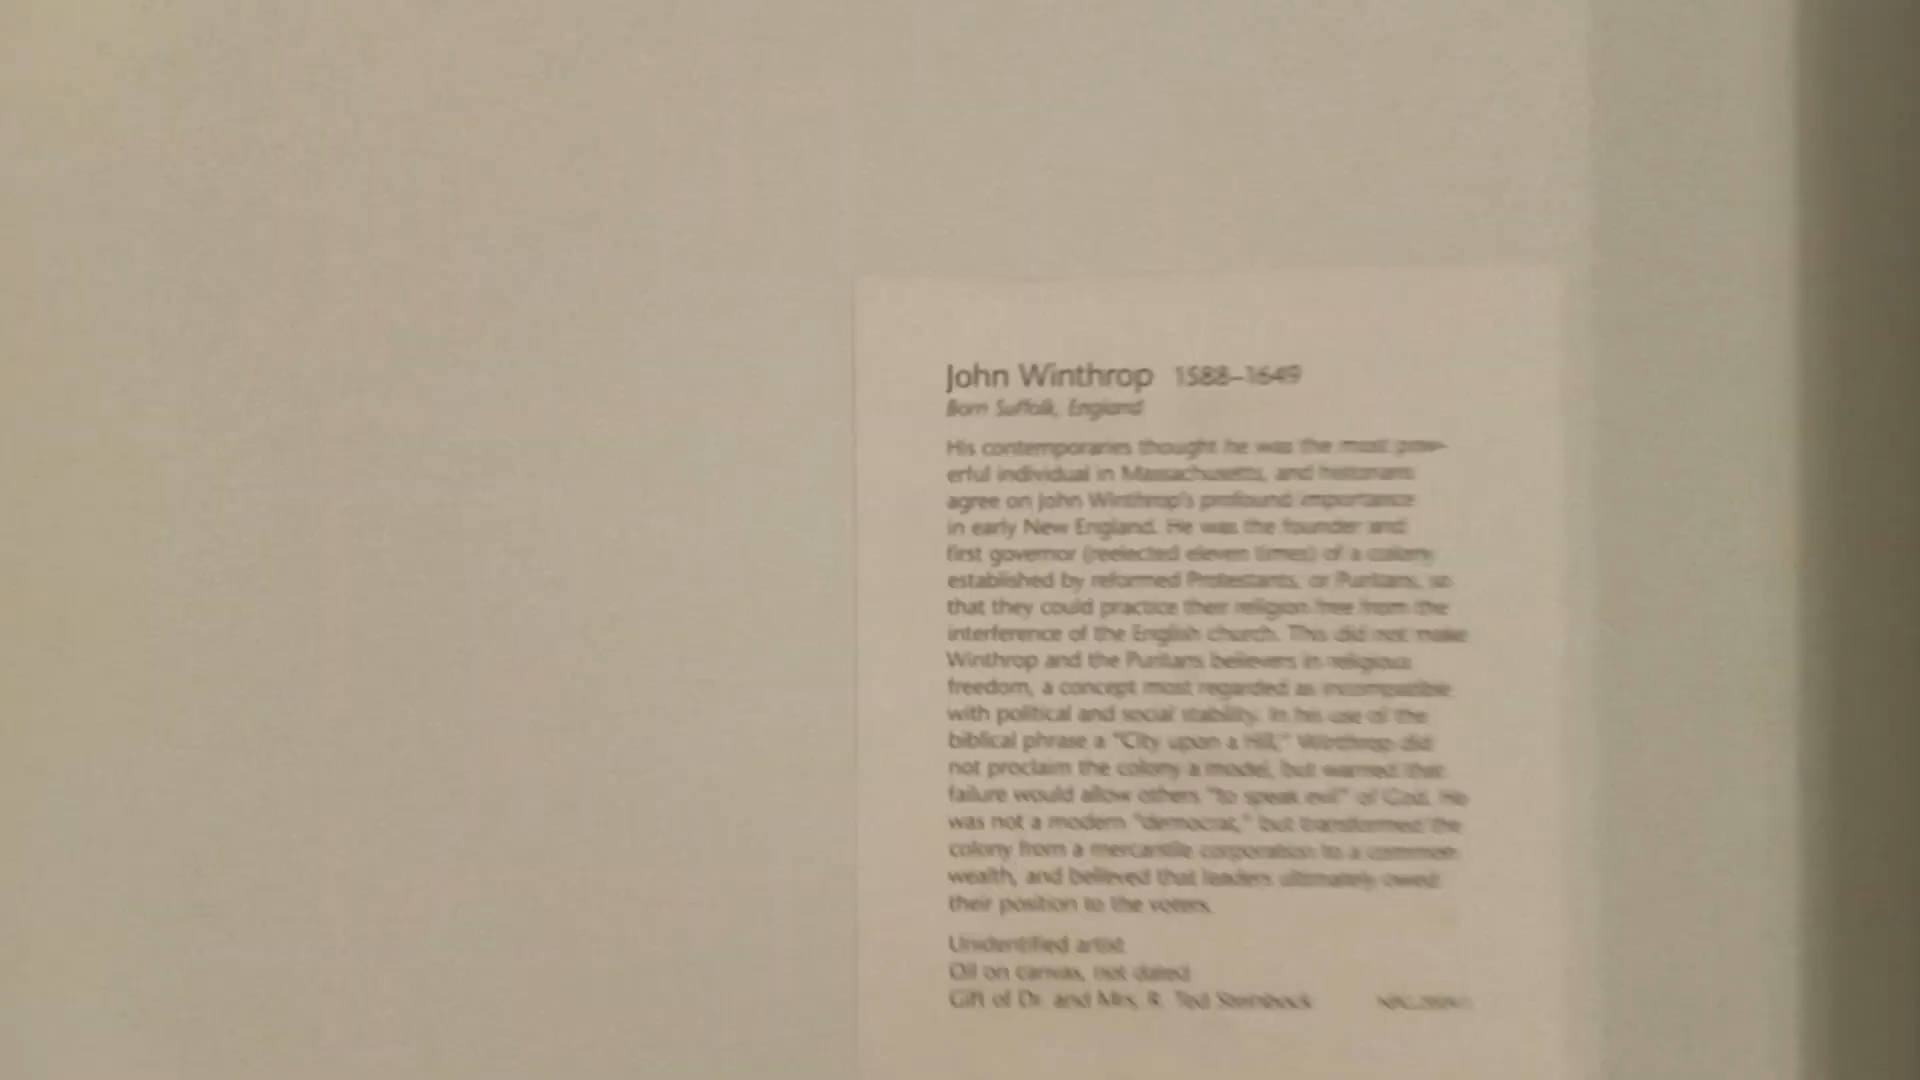 John Winthrop 1588–1649
Born Suffolk, England
His contemporaries thought he was the most pow-
erful individual in Massachusetts, and historians
agree on John Winthrop's profound importance
in early New England. He was the founder and
first governor (reelected eleven times) of a colony
established by reformed Protestants, or Puritans, so
that they could practice their religion free from the
interference of the English church. This did not make
Winthrop and the Puritans believers in religious
freedom, a concept most regarded as incompatible
with political and social stability. In his use of the
biblical phrase a "City upon a Hill," Winthrop did
not proclaim the colony a model, but warned that
failure would allow others "to speak evil" of God. He
was not a modern "democrat," but transformed the
colony from a mercantile corporation to a common-
wealth, and believed that leaders ultimately owed
their position to the voters.
Unidentified artist
Oil on canvas, not dated
Gift of Dr. and Mrs. R. Ted Steinbock